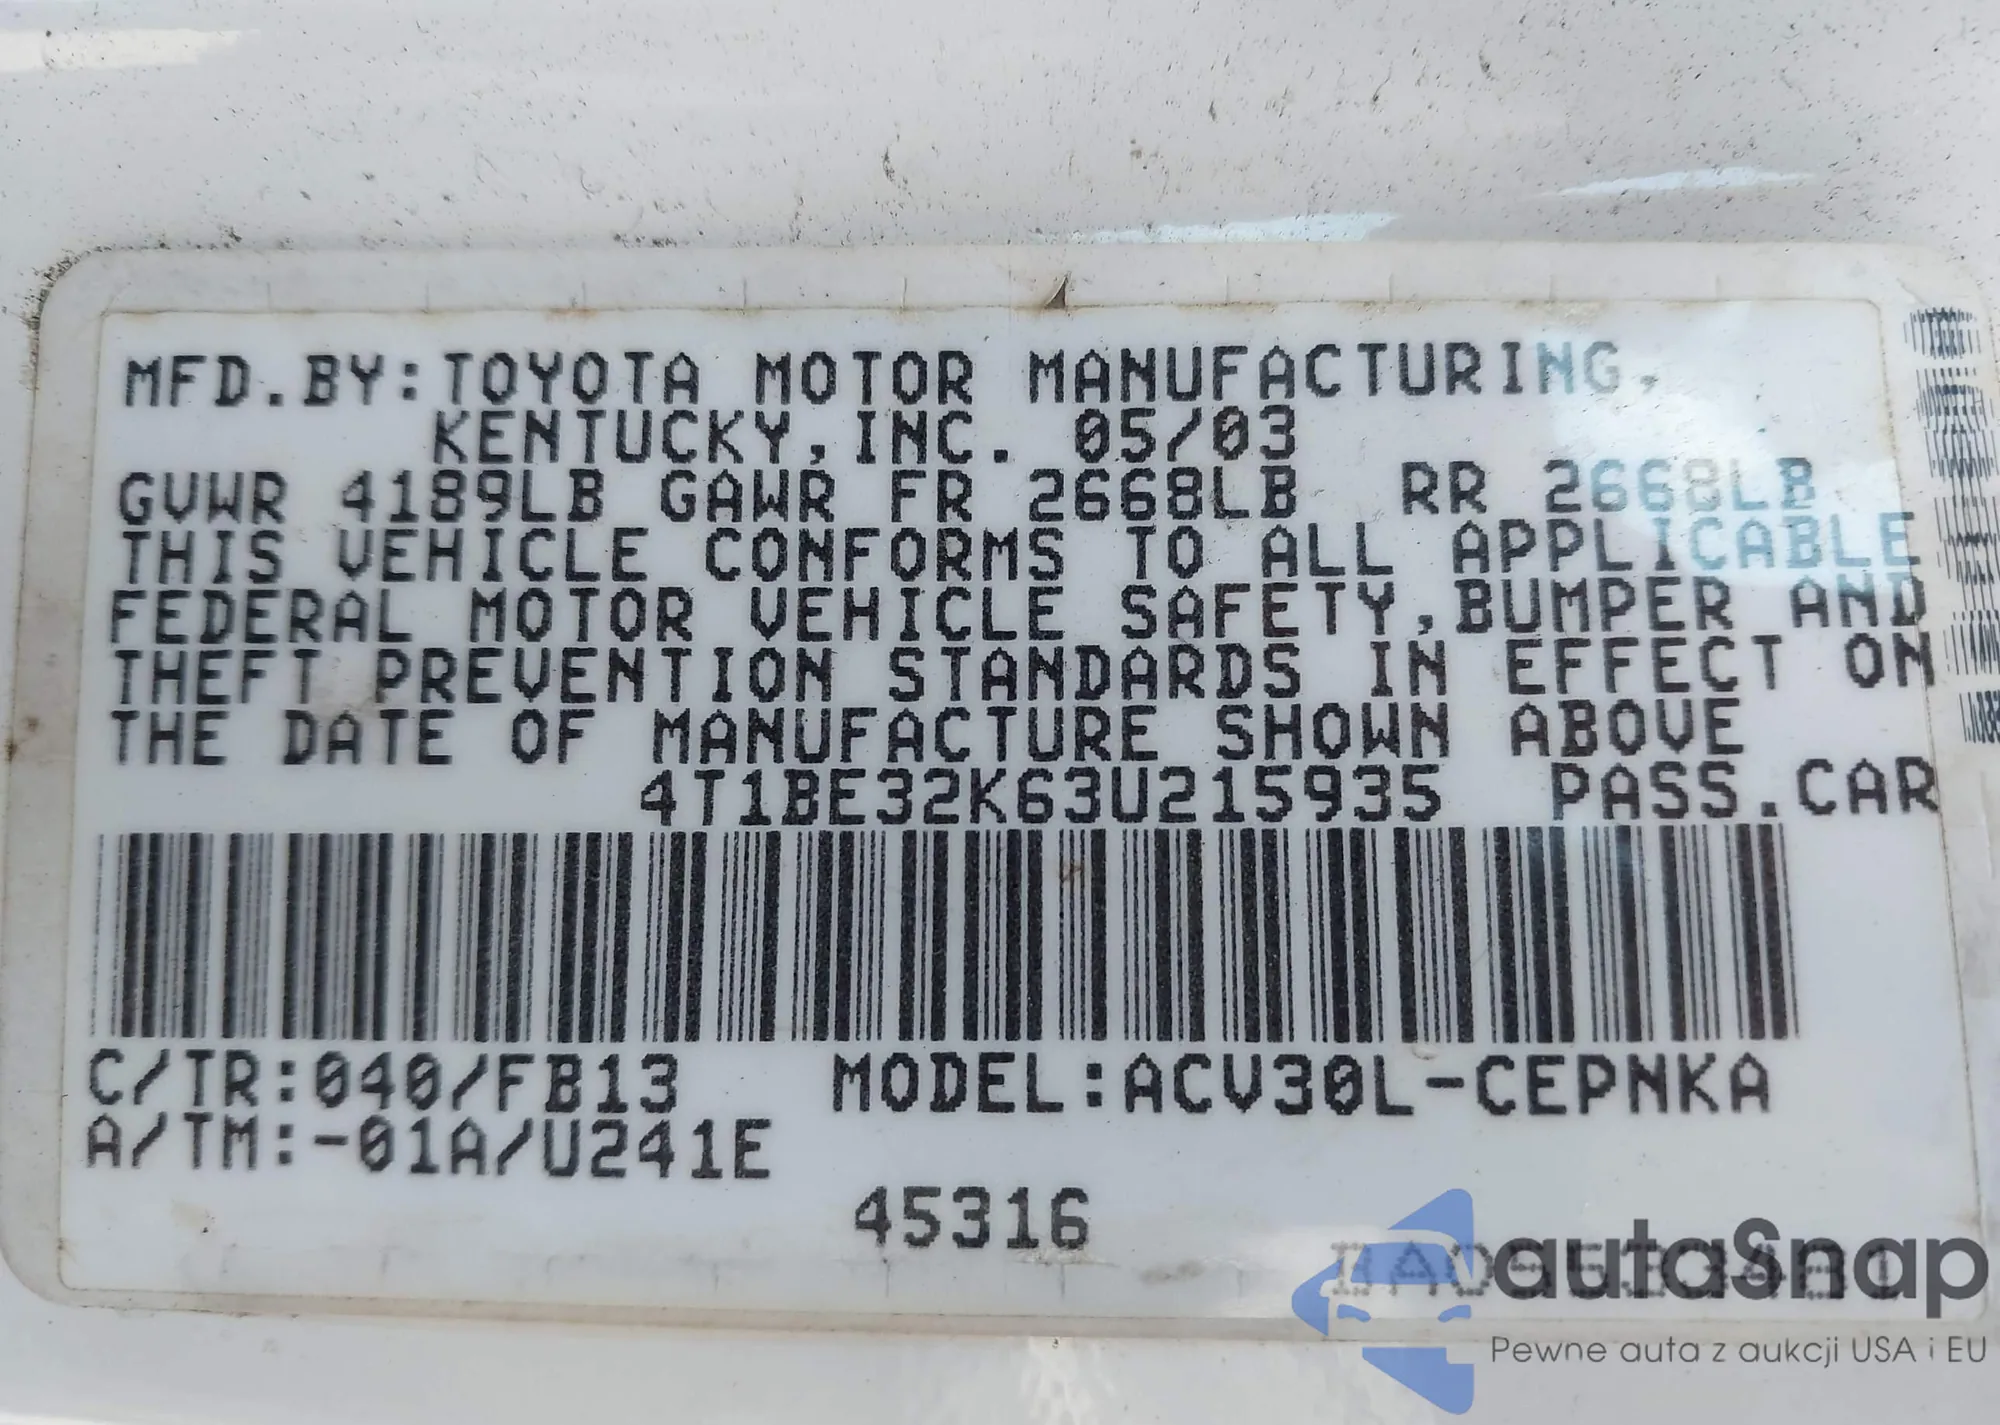 MFD.BY:TOYOTA MOTOR MANUFACTURING,
KENTUCKY,INC. 05/03
GVWR 4189LB GAWR FR 2668LB RR 2668LB
THIS VEHICLE CONFORMS TO ALL APPLICABLE
FEDERAL MOTOR VEHICLE SAFETY,BUMPER AND
THEFT PREVENTION STANDARDS IN EFFECT ON
THE DATE OF MANUFACTURE SHOWN ABOVE
4T1BE32K63U215935 PASS.CAR
C/TR:040/FB13 MODEL:ACV30L-CEPNKA
A/TM:-01A/U241E
45316
autaSnap
Pewne auta z aukcji USA i EU